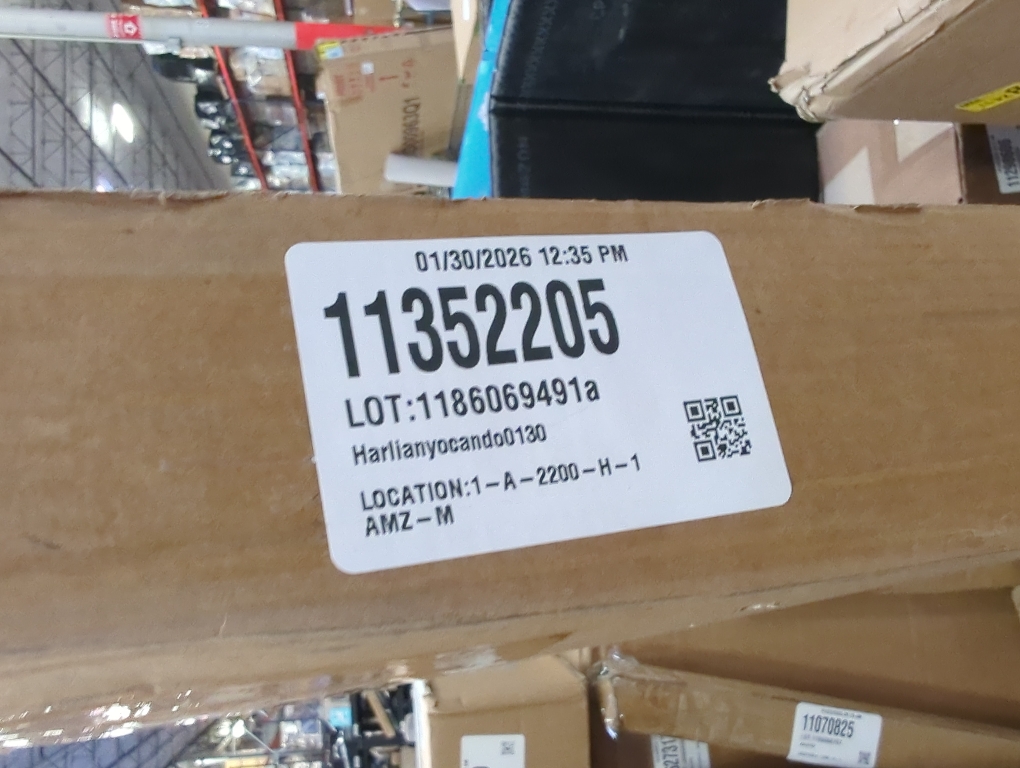 01/30/2026 12:35 PM
11352205
LOT:1186069491a
Harlianyocando0130
LOCATION:1-A-2200-H-1
AMZ-M
11070825